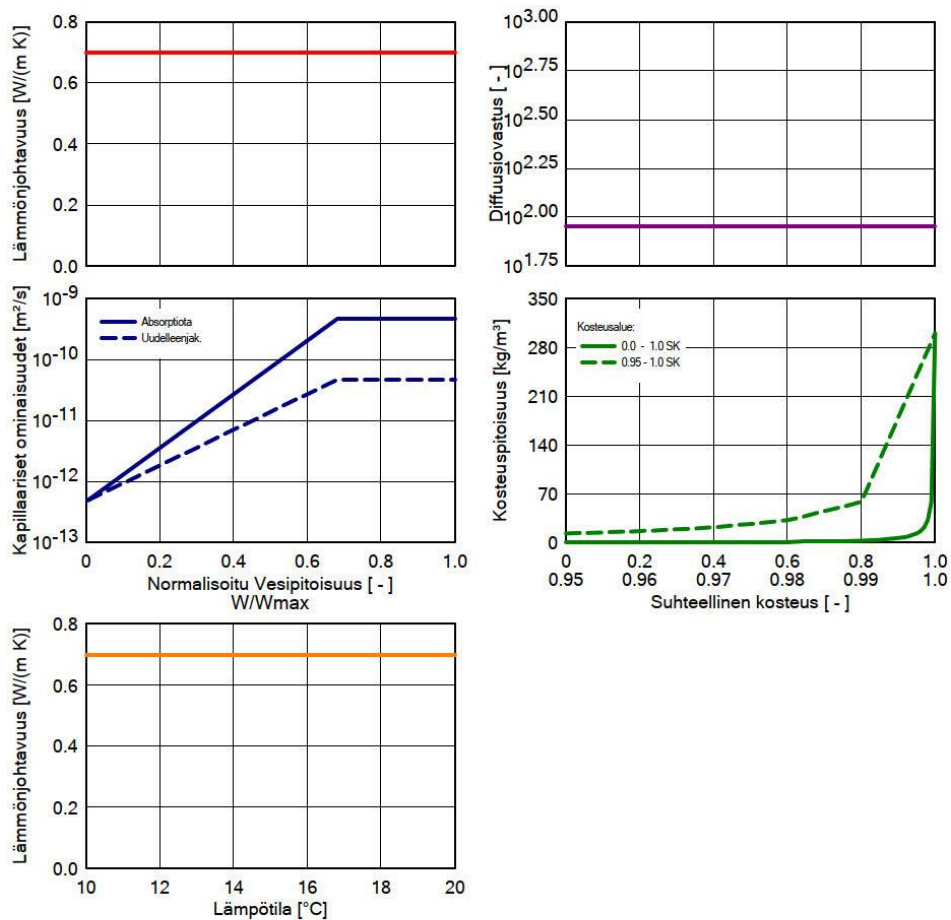 Lämmönjohtavuus [W/(m K)]
0.8
0.6
0.4
0.2
0.0
Diffuusiovastus [ - ]
10^3.00
10^2.75
10^2.50
10^2.25
10^2.00
10^1.75
Kapillaariset ominaisuudet [m²/s]
10^-9
10^-10
10^-11
10^-12
10^-13
Absorptiota
Uudelleenjak.
0 0.2 0.4 0.6 0.8 1.0
Normalisoitu Vesipitoisuus [ - ]
W/Wmax
Kosteuspitoisuus [kg/m³]
350
280
210
140
70
0
Kosteusalue:
0.0 - 1.0 SK
0.95 - 1.0 SK
0 0.2 0.4 0.6 0.8 1.0
0.95 0.96 0.97 0.98 0.99 1.0
Suhteellinen kosteus [ - ]
Lämmönjohtavuus [W/(m K)]
0.8
0.6
0.4
0.2
0.0
10 12 14 16 18 20
Lämpötila [°C]